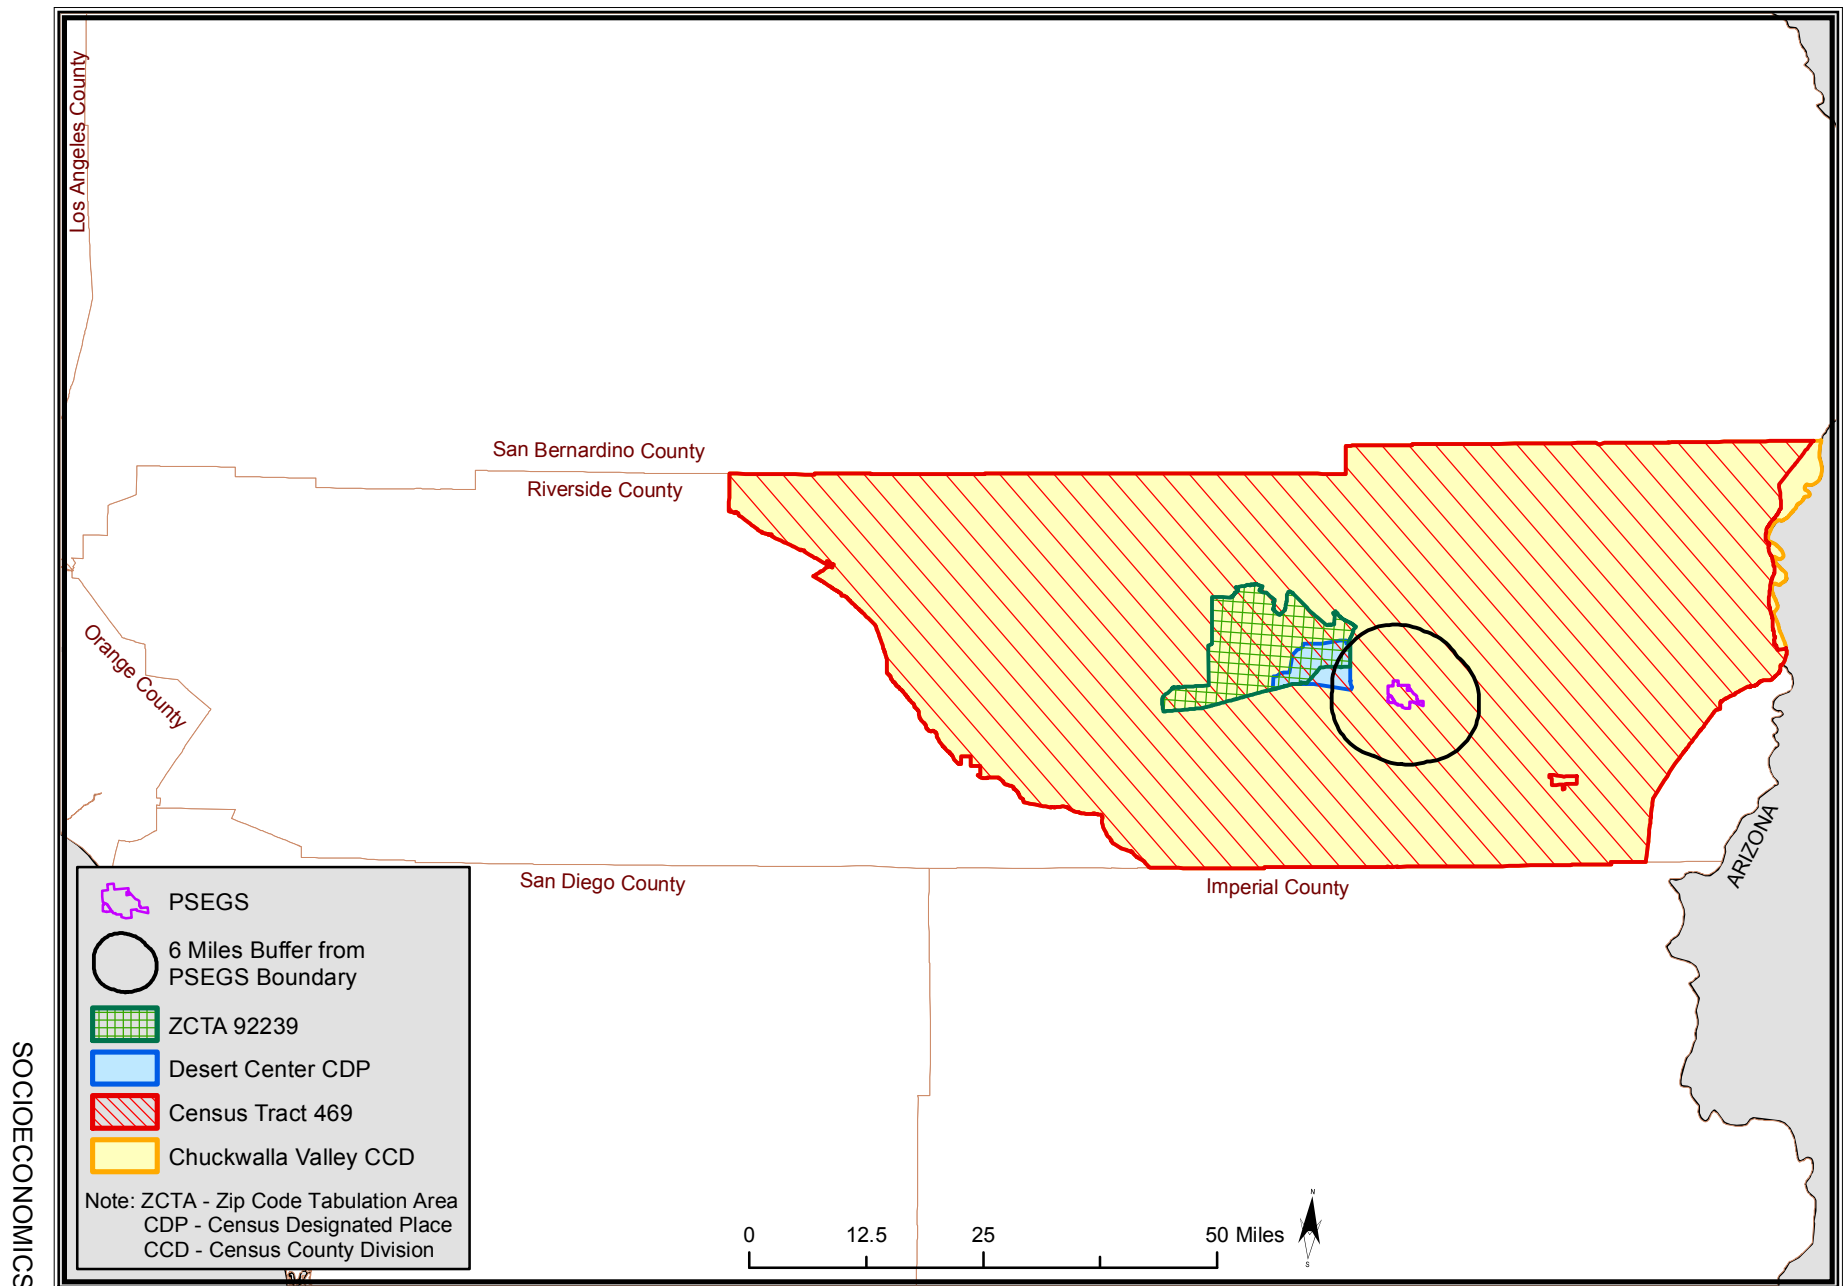 Los Angeles County
San Bernardino County
Riverside County
Orange County
San Diego County
Imperial County
ARIZONA
PSEGS
6 Miles Buffer from
PSEGS Boundary
ZCTA 92239
Desert Center CDP
Census Tract 469
Chuckwalla Valley CCD
Note: ZCTA - Zip Code Tabulation Area
CDP - Census Designated Place
CCD - Census County Division
0 12.5 25 50 Miles
N
S
SOCIOECONOMICS